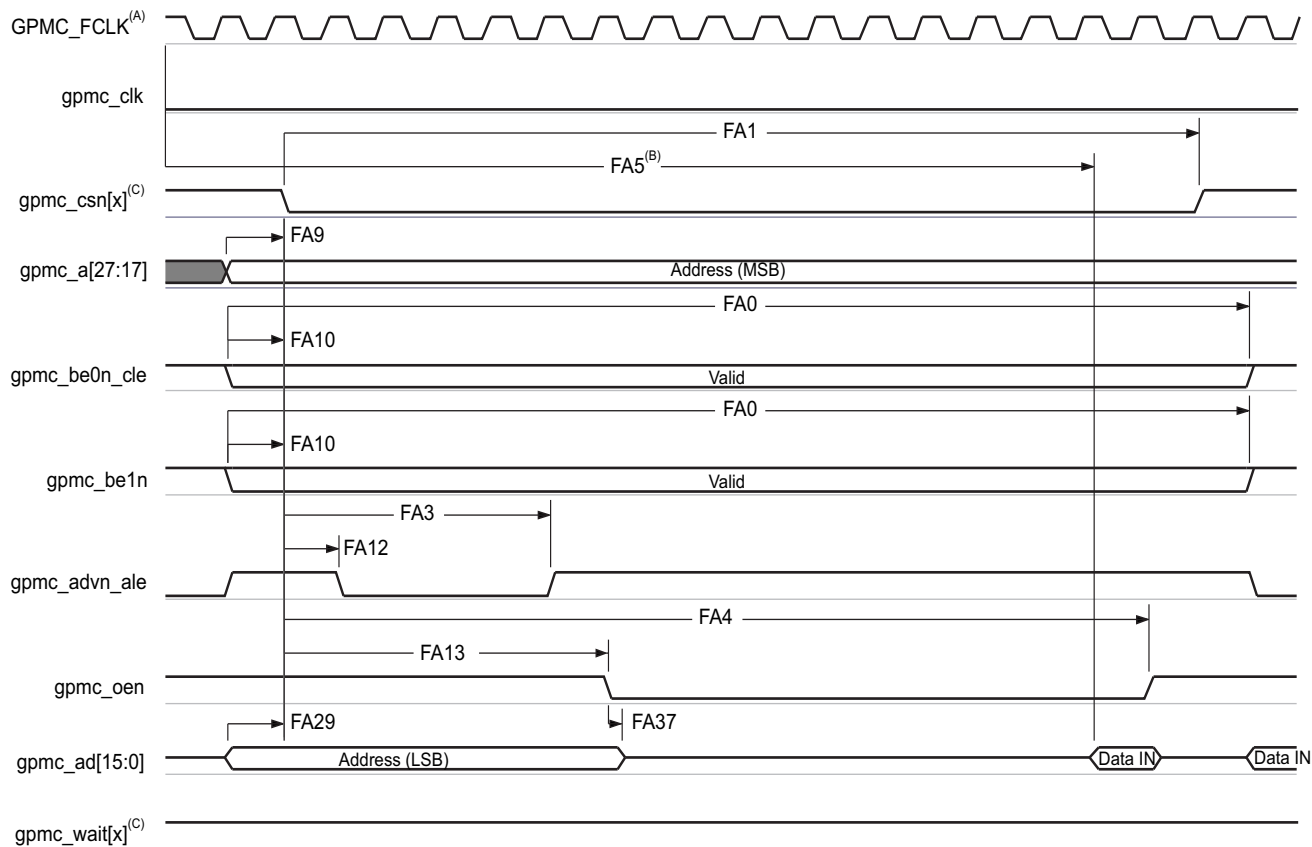 GPMC_FCLK(A)
gpmc_clk
FA1
FA5(B)
gpmc_csn[x](C)
FA9
gpmc_a[27:17]
Address (MSB)
FA0
FA10
gpmc_be0n_cle
Valid
FA0
FA10
gpmc_be1n
Valid
FA3
FA12
gpmc_advn_ale
FA4
FA13
gpmc_oen
FA29
FA37
gpmc_ad[15:0]
Address (LSB)
Data IN
Data IN
gpmc_wait[x](C)